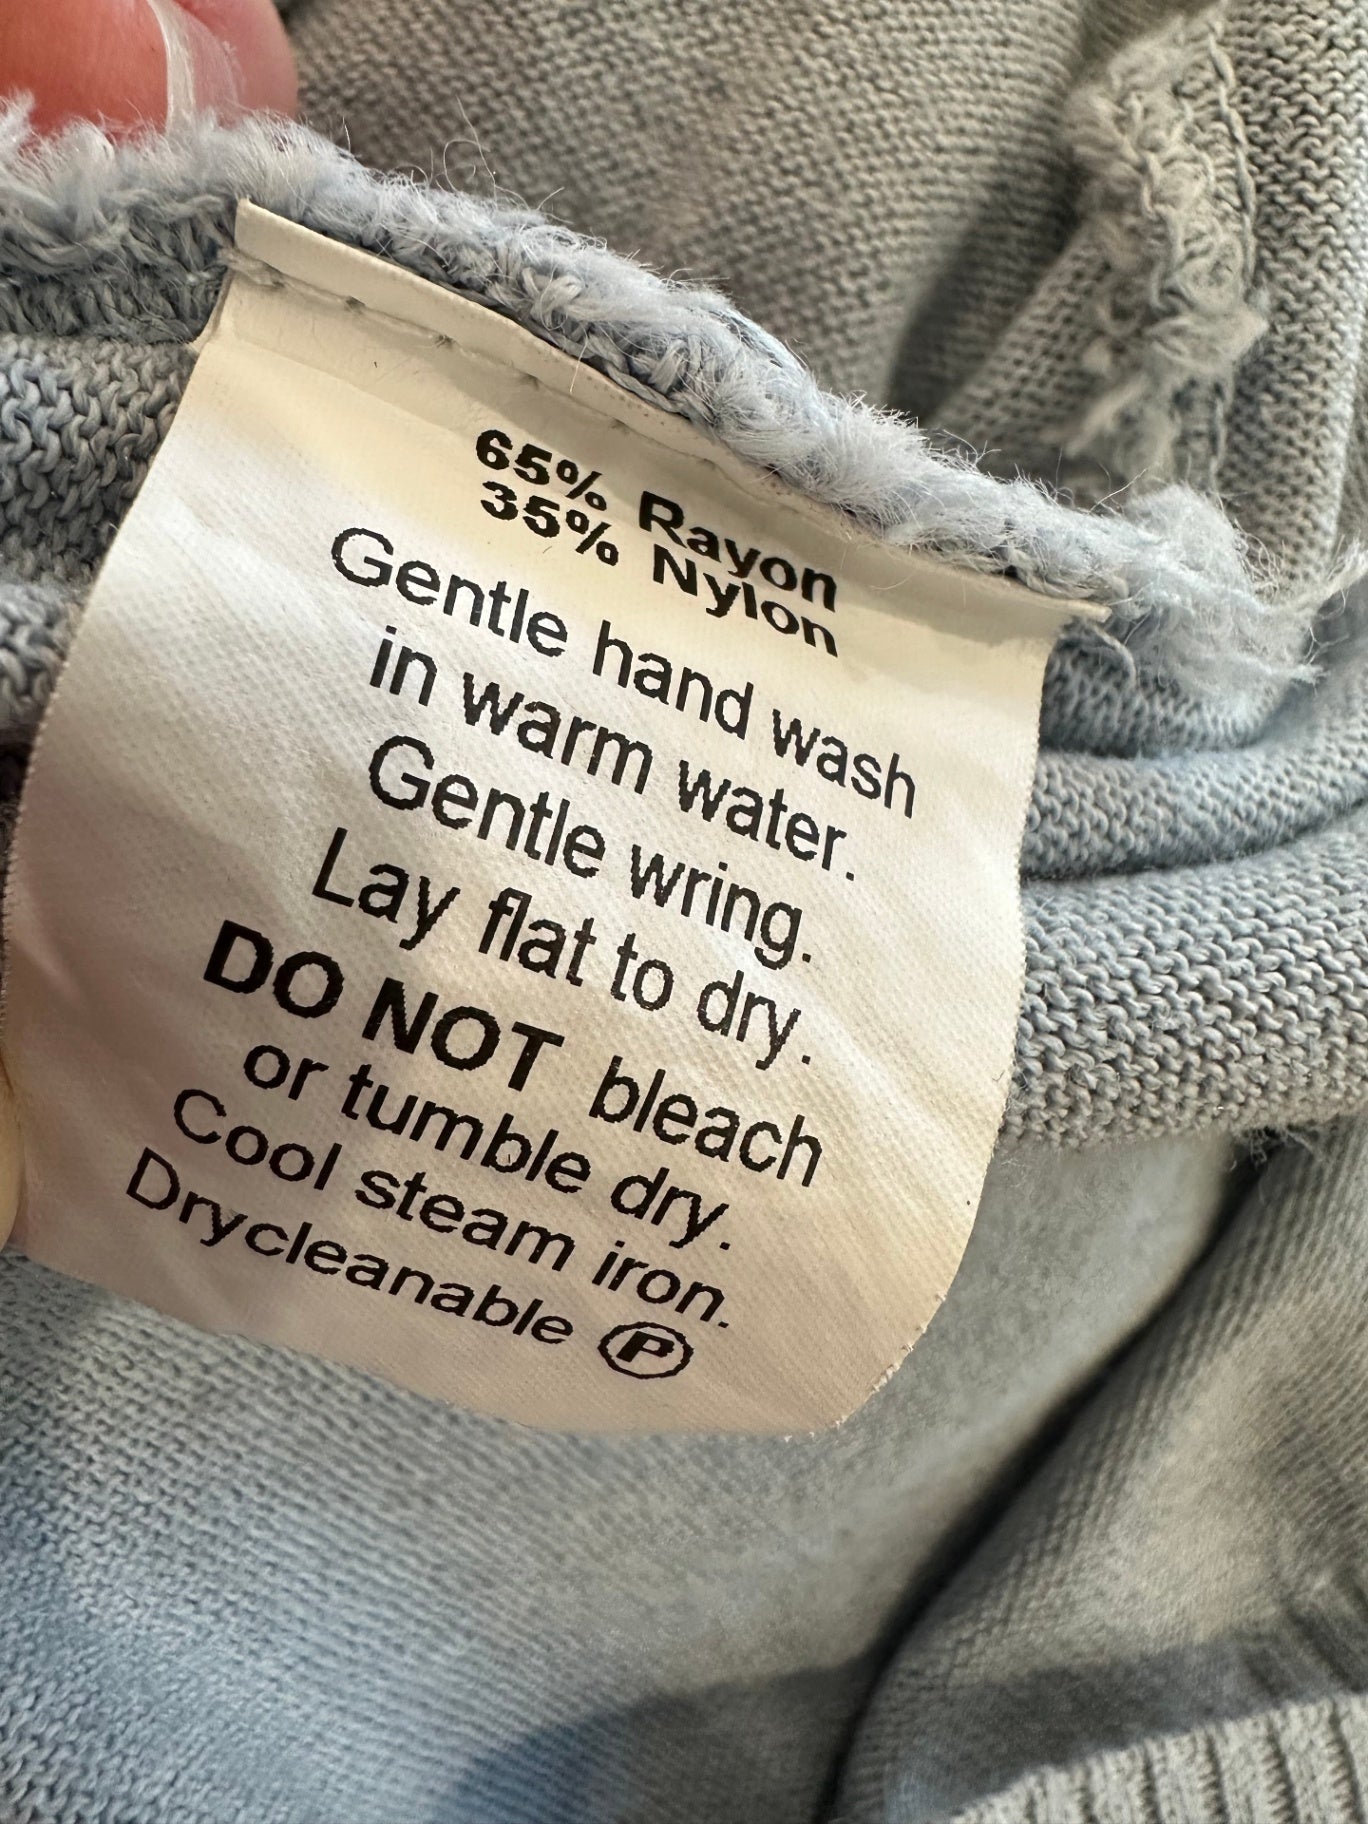 65% Rayon
35% Nylon
Gentle hand wash
in warm water.
Gentle wring.
Lay flat to dry.
DO NOT bleach
or tumble dry.
Cool steam iron.
Drycleanable Ⓟ